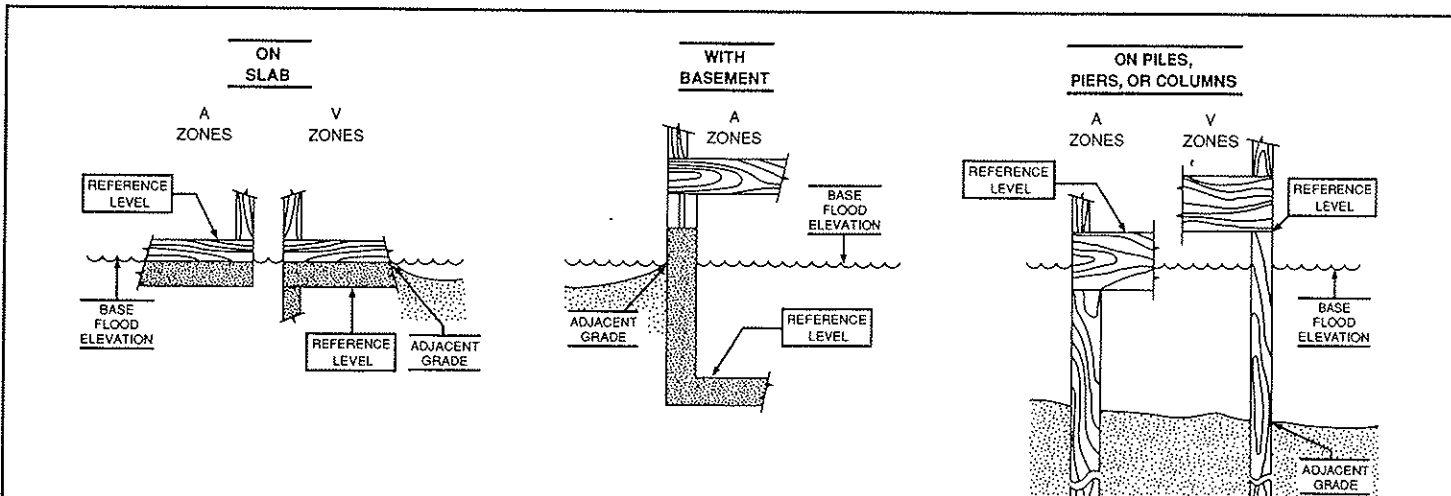 ON
SLAB
A
ZONES
V
ZONES
REFERENCE
LEVEL
BASE
FLOOD
ELEVATION
REFERENCE
LEVEL
ADJACENT
GRADE
WITH
BASEMENT
A
ZONES
BASE
FLOOD
ELEVATION
ADJACENT
GRADE
REFERENCE
LEVEL
ON PILES,
PIERS, OR COLUMNS
A
ZONES
V
ZONES
REFERENCE
LEVEL
REFERENCE
LEVEL
BASE
FLOOD
ELEVATION
ADJACENT
GRADE